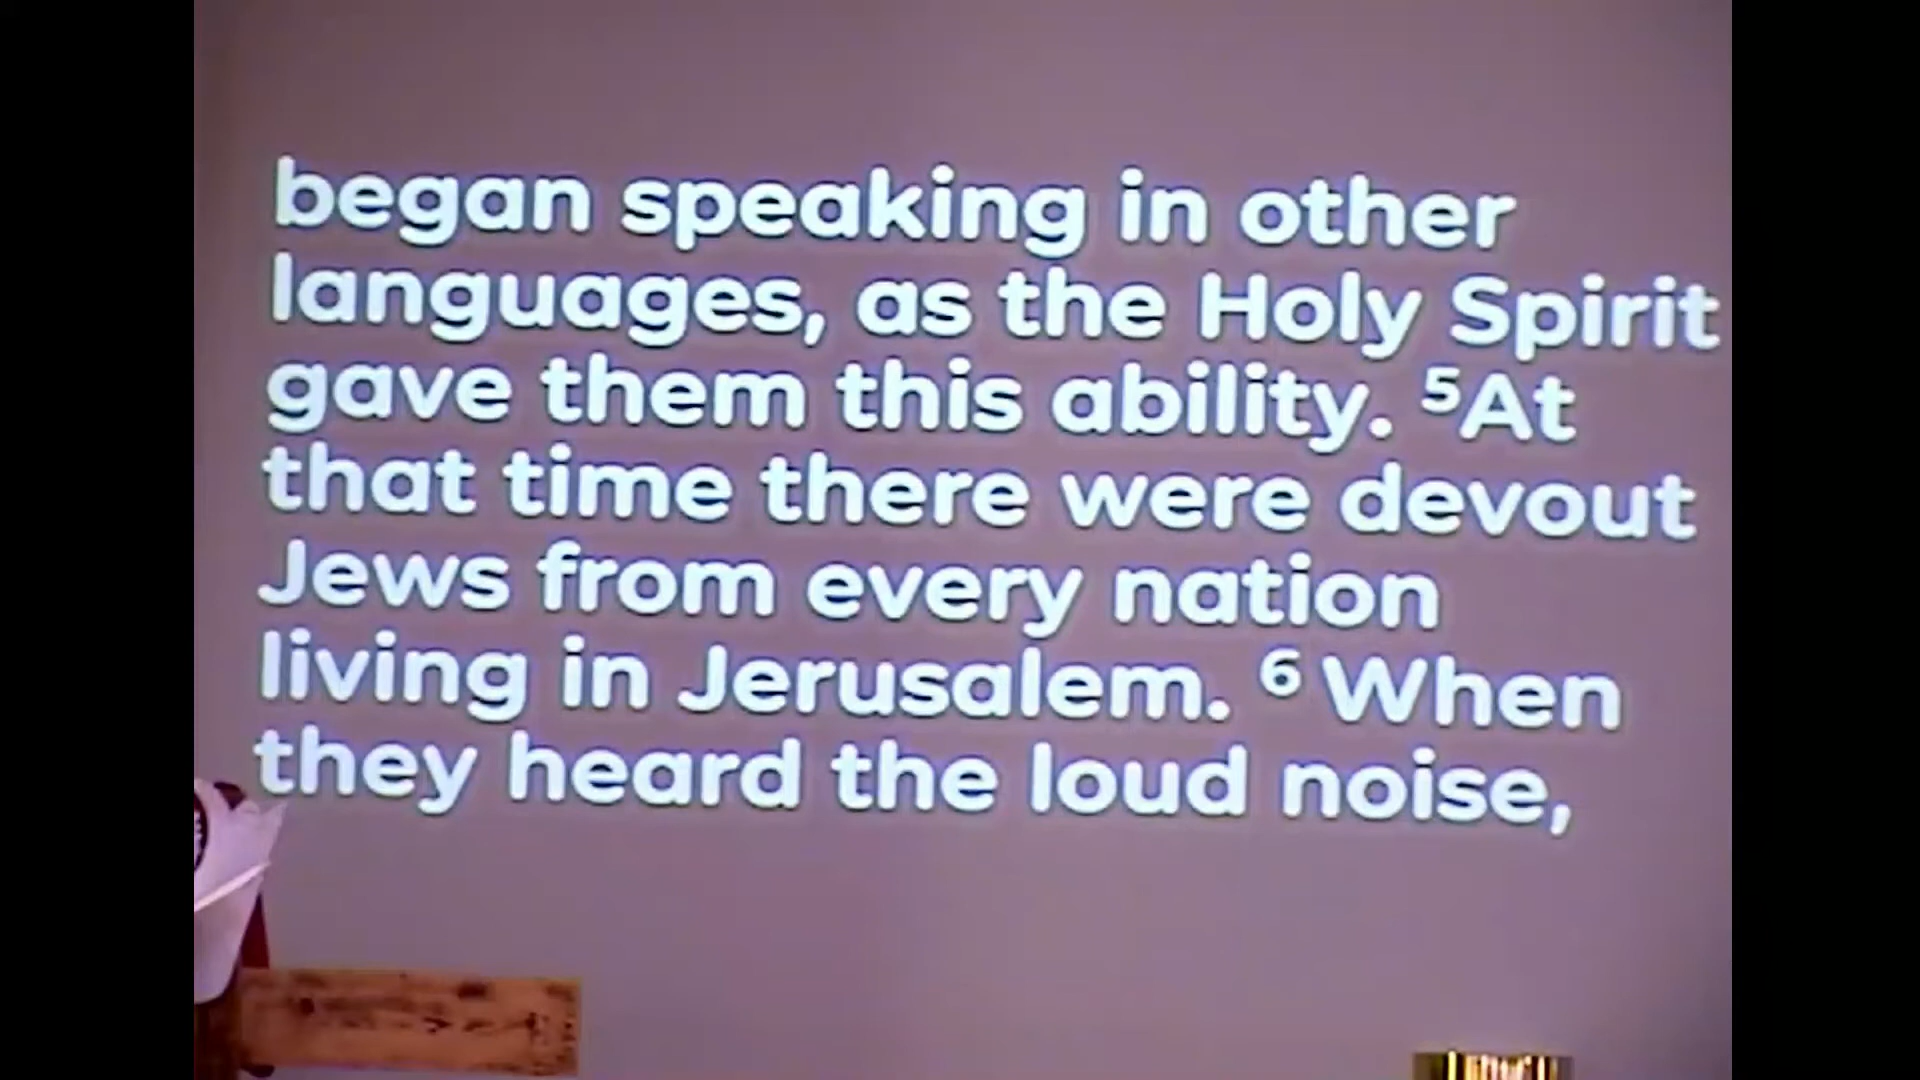 began speaking in other
languages, as the Holy Spirit
gave them this ability. ⁵At
that time there were devout
Jews from every nation
living in Jerusalem. ⁶ When
they heard the loud noise,